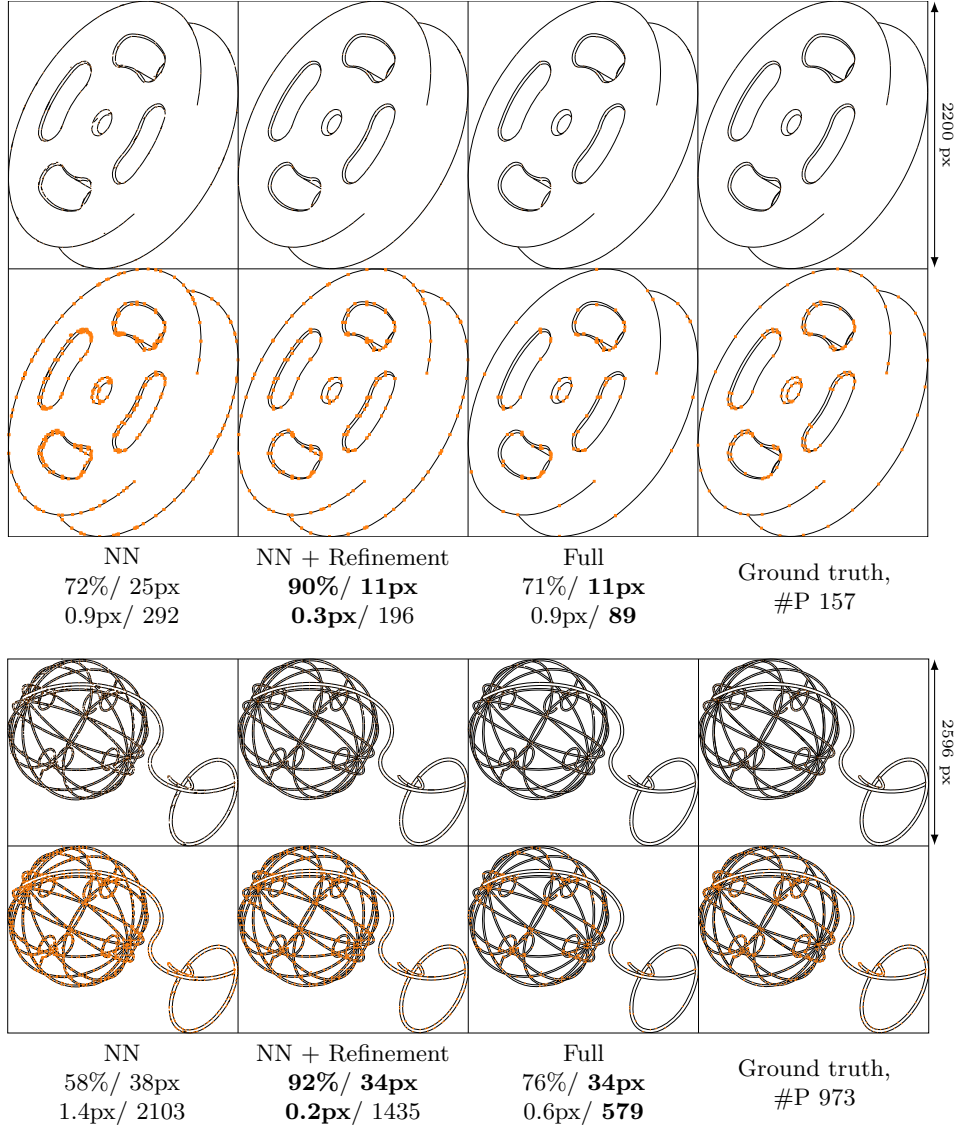 2200 px
NN
72%/ 25px
0.9px/ 292
NN + Refinement
90%/ 11px
0.3px/ 196
Full
71%/ 11px
0.9px/ 89
Ground truth,
#P 157
2596 px
NN
58%/ 38px
1.4px/ 2103
NN + Refinement
92%/ 34px
0.2px/ 1435
Full
76%/ 34px
0.6px/ 579
Ground truth,
#P 973